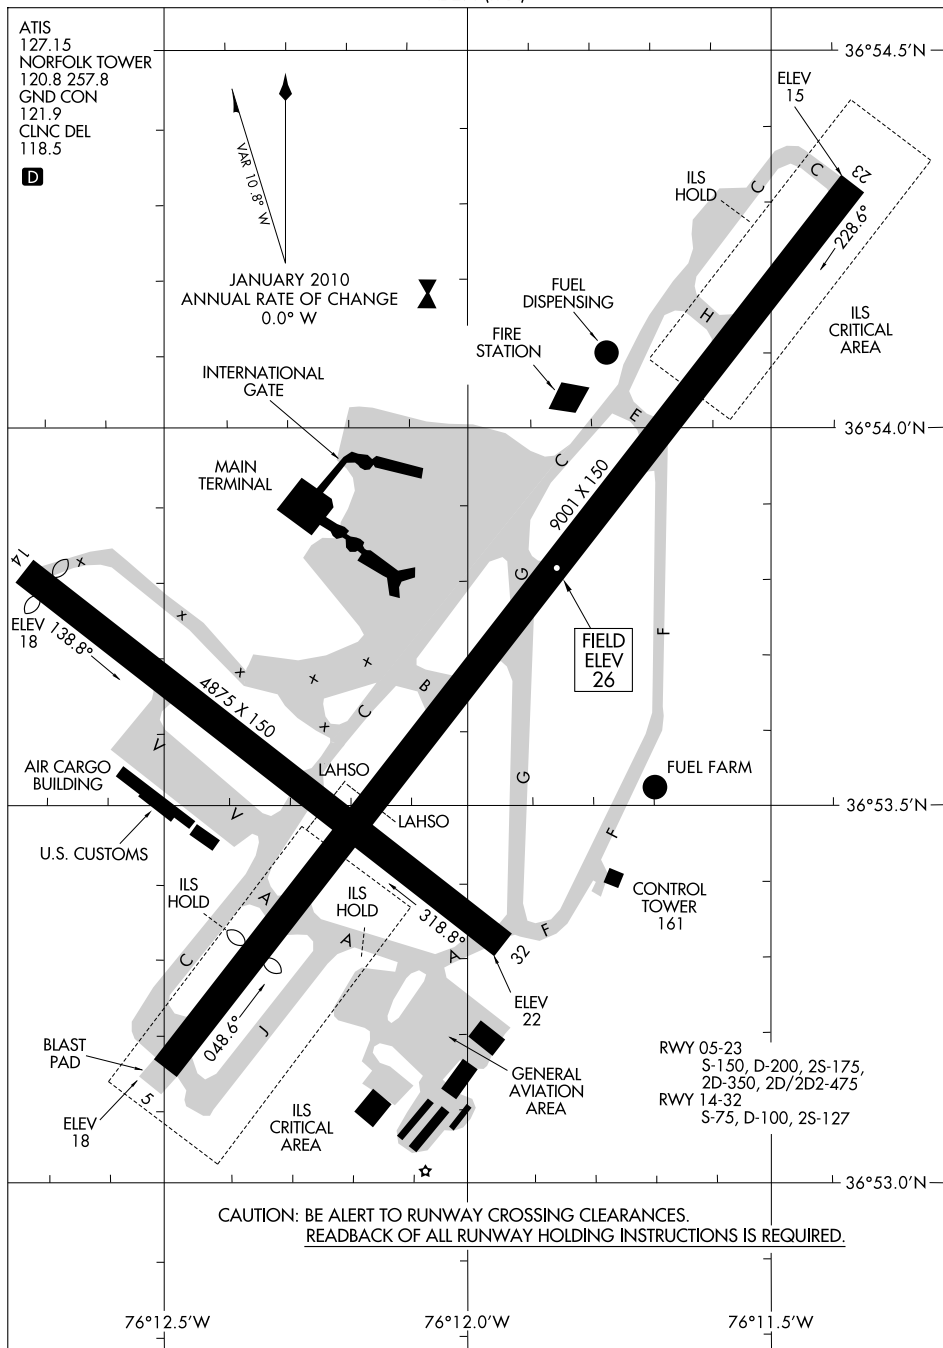 ATIS
127.15
NORFOLK TOWER
120.8 257.8
GND CON
121.9
CLNC DEL
118.5
D
VAR 10.8° W
JANUARY 2010
ANNUAL RATE OF CHANGE
0.0° W
36°54.5'N
ELEV
15
ILS
HOLD
C
C
23
228.6°
FUEL
DISPENSING
FIRE
STATION
H
ILS
CRITICAL
AREA
INTERNATIONAL
GATE
MAIN
TERMINAL
E
36°54.0'N
C
9001 X 150
14
x
ELEV
18
138.8°
x
G
FIELD
ELEV
26
F
x
x
x
x
4875 X 150
B
C
V
V
G
AIR CARGO
BUILDING
LAHSO
LAHSO
FUEL FARM
36°53.5'N
U.S. CUSTOMS
F
ILS
HOLD
A
ILS
HOLD
318.8°
CONTROL
TOWER
161
A
A
F
32
C
048.6°
J
ELEV
22
BLAST
PAD
5
ELEV
18
ILS
CRITICAL
AREA
GENERAL
AVIATION
AREA
RWY 05-23
S-150, D-200, 2S-175,
2D-350, 2D/2D2-475
RWY 14-32
S-75, D-100, 2S-127
36°53.0'N
CAUTION: BE ALERT TO RUNWAY CROSSING CLEARANCES.
READBACK OF ALL RUNWAY HOLDING INSTRUCTIONS IS REQUIRED.
76°12.5'W
76°12.0'W
76°11.5'W